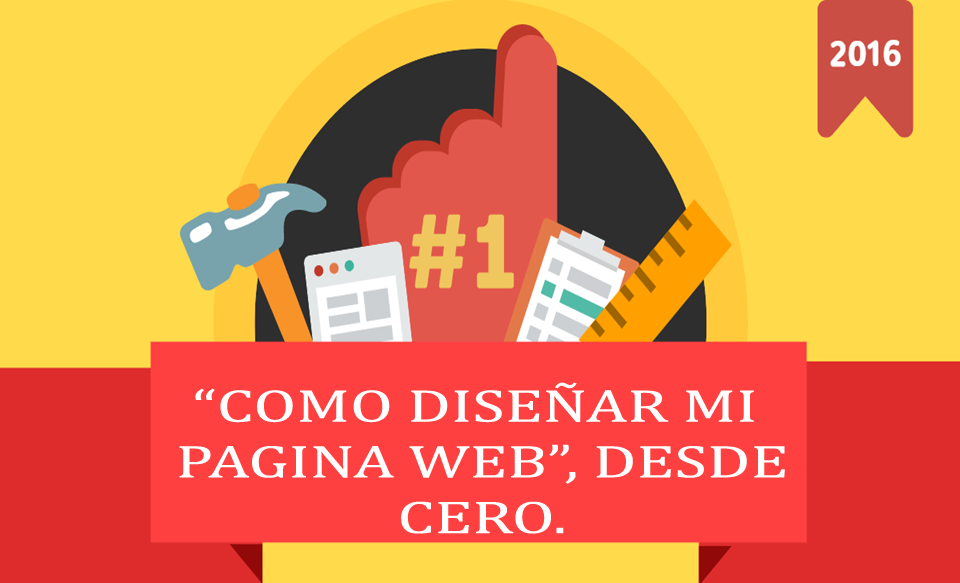 2016
#1
“COMO DISEÑAR MI
PAGINA WEB”, DESDE
CERO.